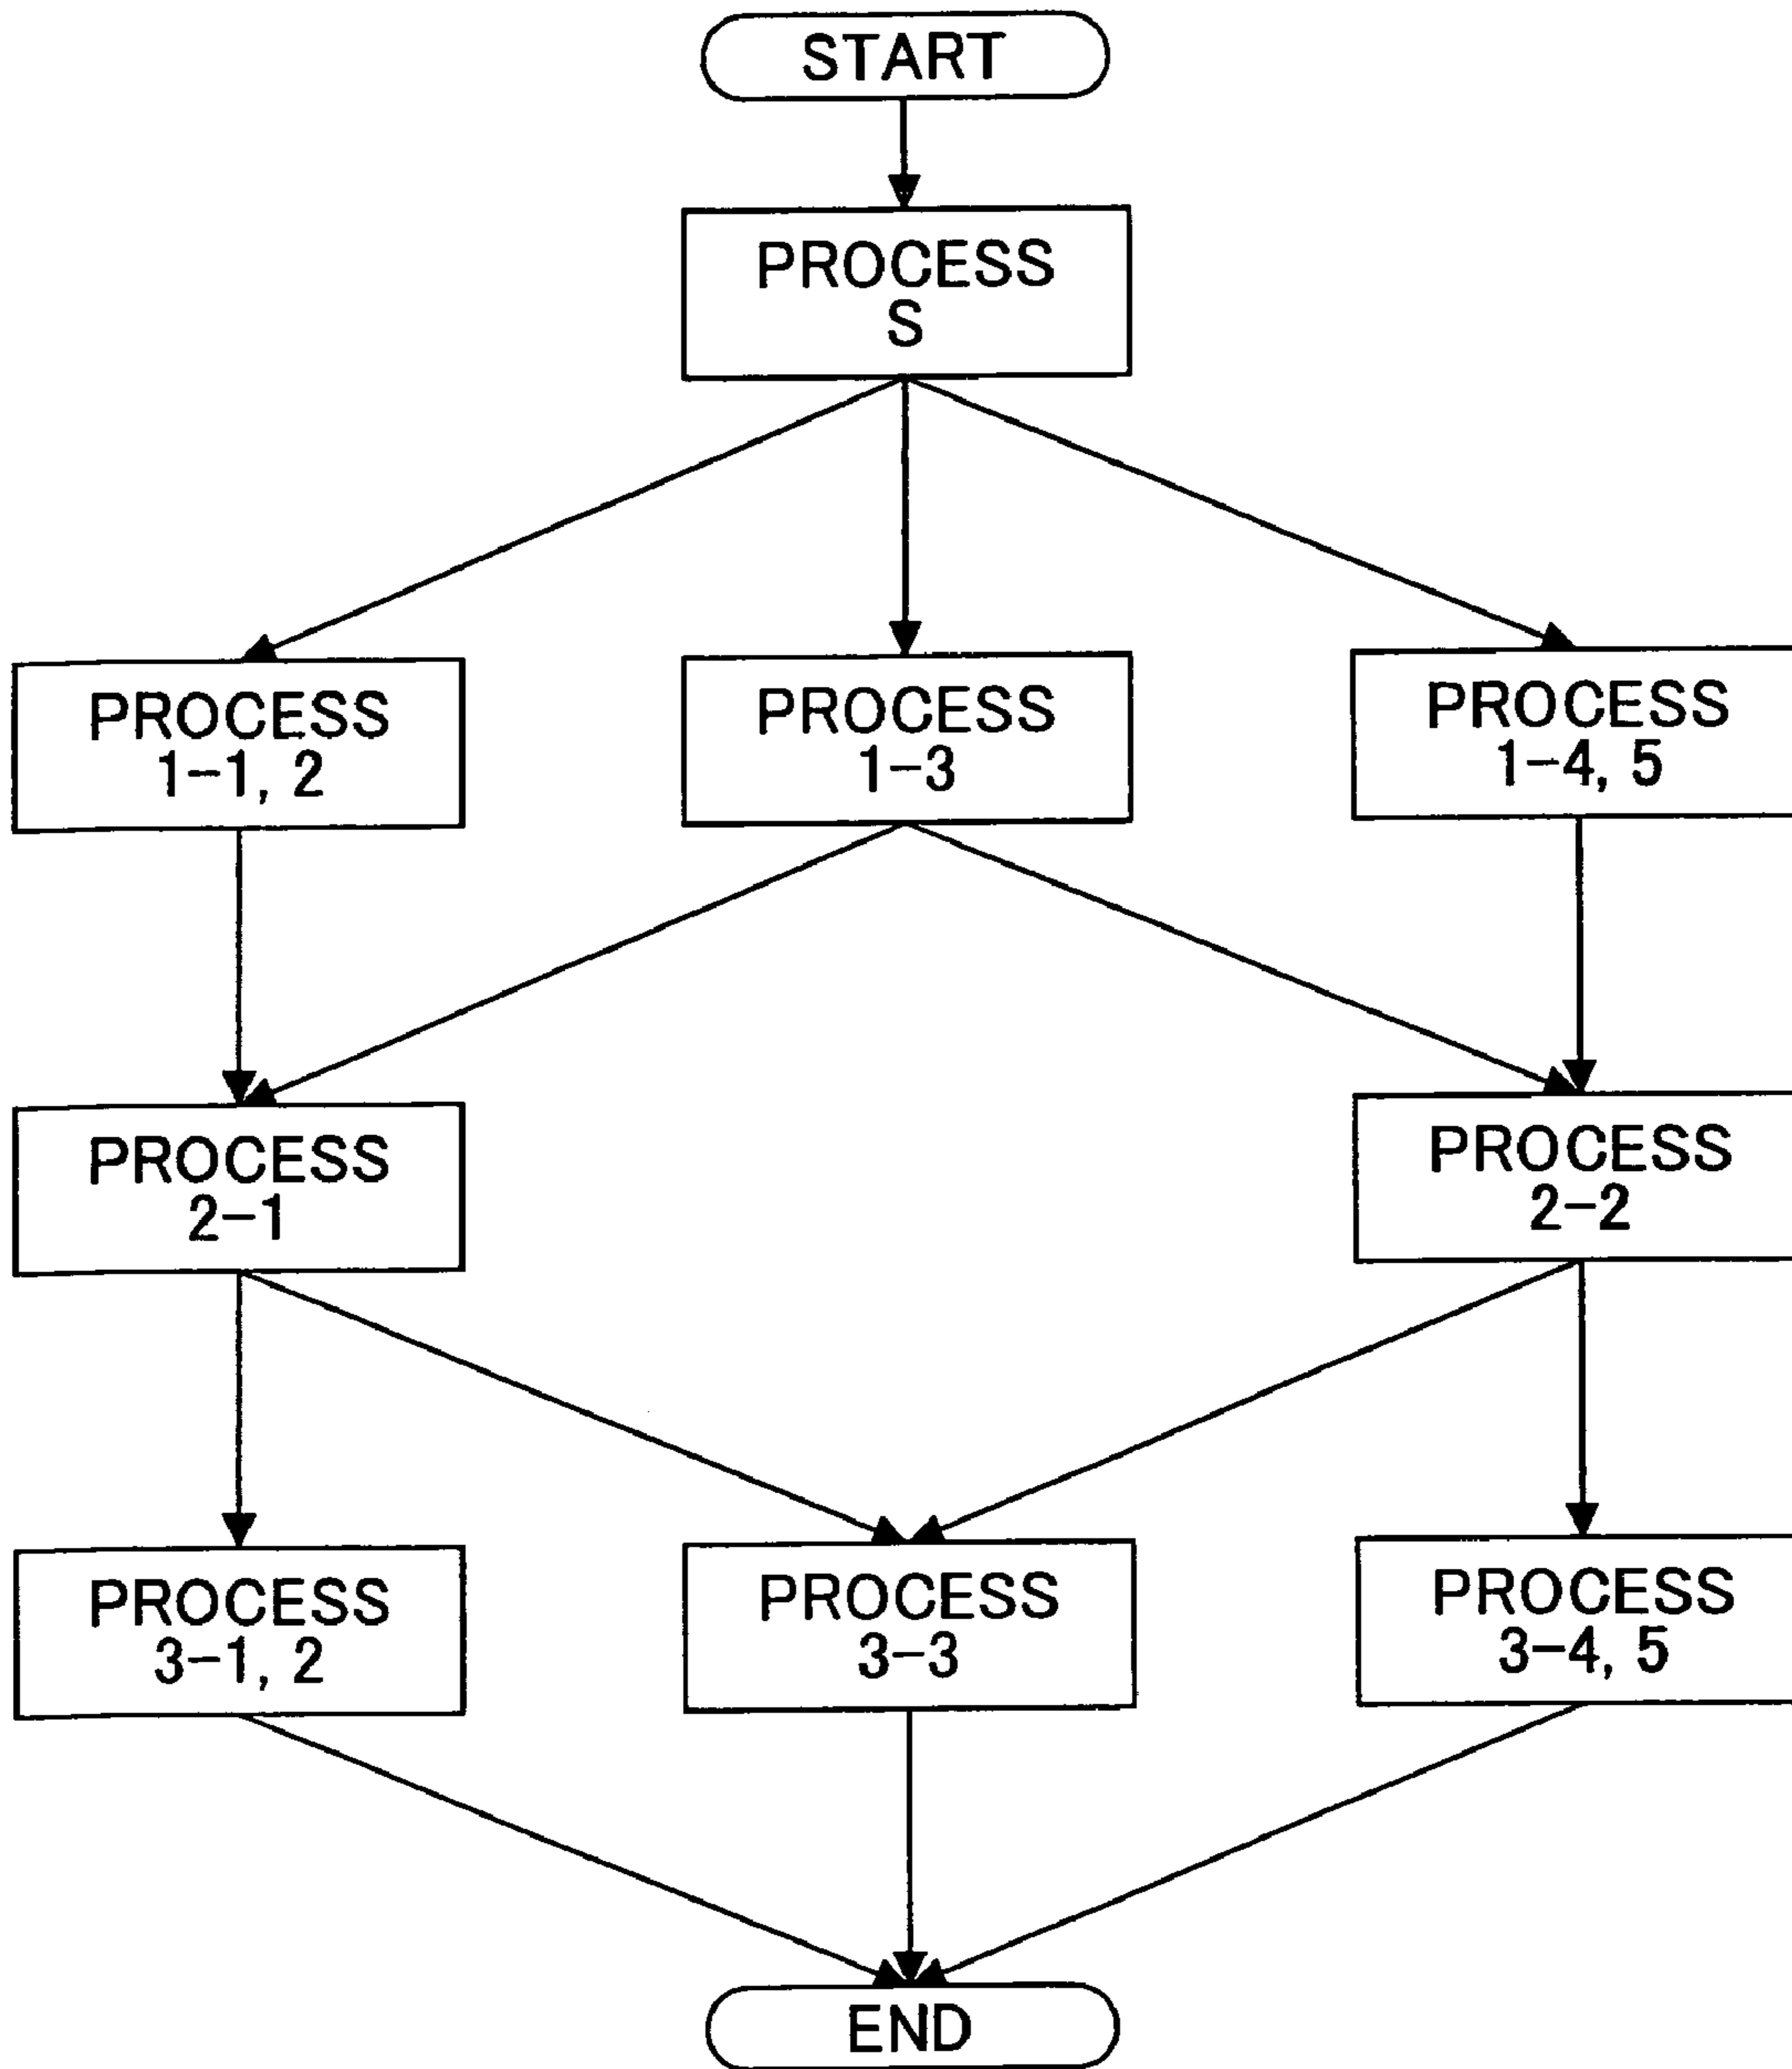 START
PROCESS
S
PROCESS
1-1, 2
PROCESS
1-3
PROCESS
1-4, 5
PROCESS
2-1
PROCESS
2-2
PROCESS
3-1, 2
PROCESS
3-3
PROCESS
3-4, 5
END